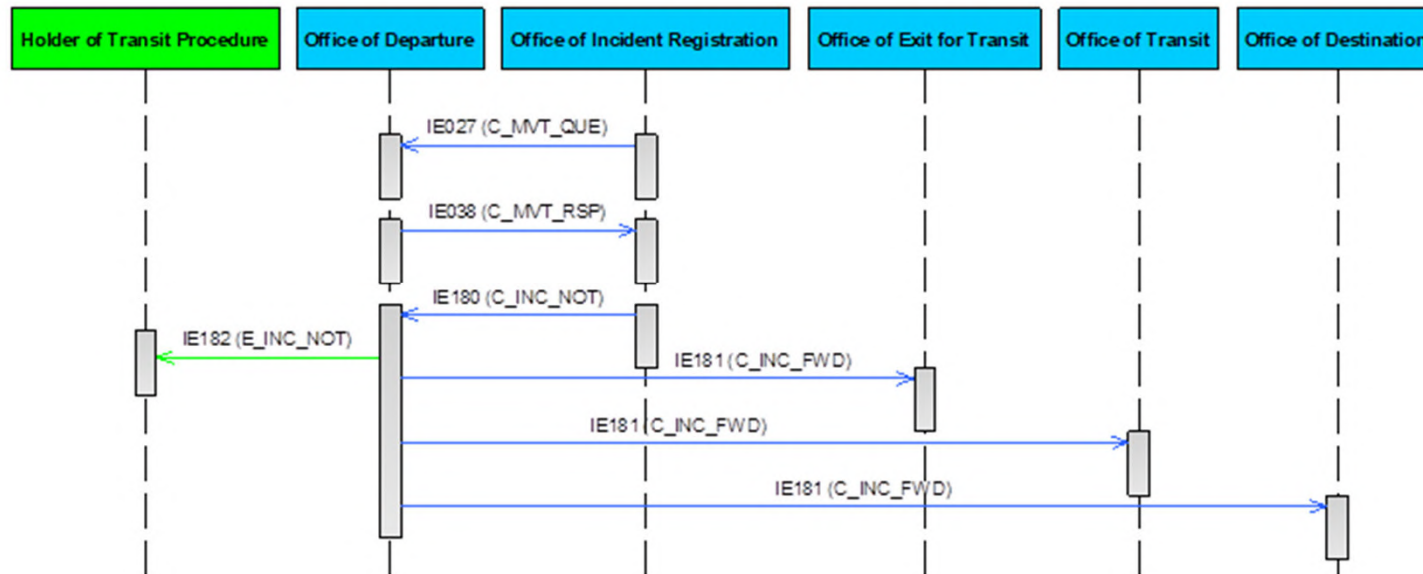 Holder of Transit Procedure
Office of Departure
Office of Incident Registration
Office of Exit for Transit
Office of Transit
Office of Destination
IE027 (C_MVT_QUE)
IE038 (C_MVT_RSP)
IE180 (C_INC_NOT)
IE182 (E_INC_NOT)
IE181 (C_INC_FWD)
IE181 (C_INC_FWD)
IE181 (C_INC_FWD)